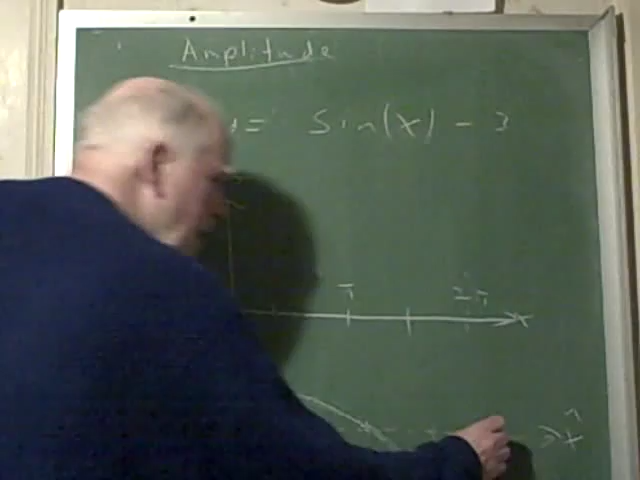 Amplitude
y = sin(x) - 3
π 2π
x
x